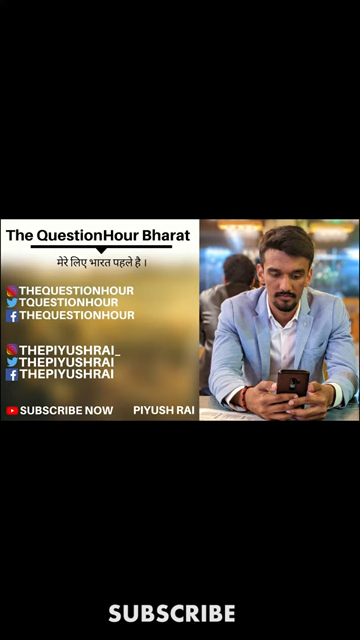 The QuestionHour Bharat
मेरे लिए भारत पहले है ।
THEQUESTIONHOUR
TQUESTIONHOUR
THEQUESTIONHOUR
THEPIYUSHRAI_
THEPIYUSHRAI
THEPIYUSHRAI
SUBSCRIBE NOW PIYUSH RAI
SUBSCRIBE